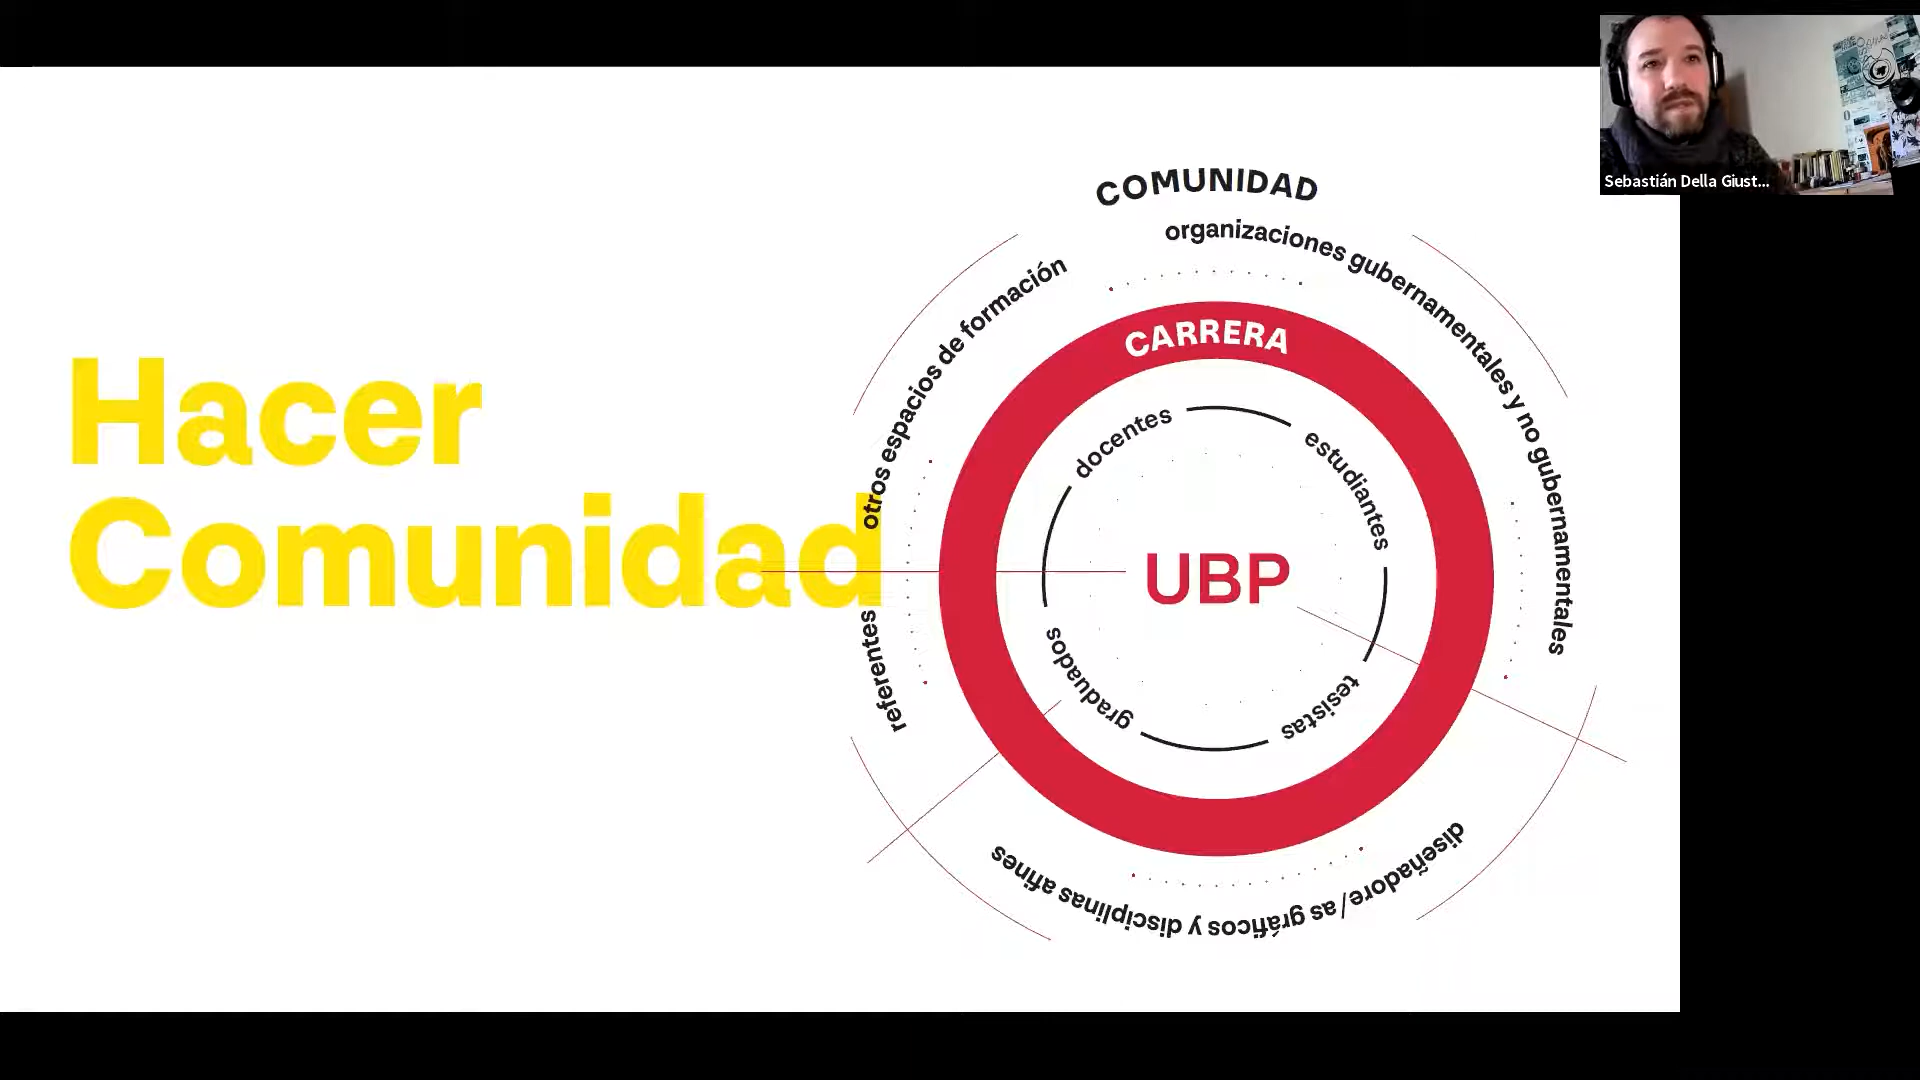 Sebastián Della Giust...
Hacer
Comunidad
COMUNIDAD
organizaciones gubernamentales y no gubernamentales
otros espacios de formación
referentes
diseñadore/as gráficos y disciplinas afines
CARRERA
docentes
estudiantes
tesistas
graduados
UBP